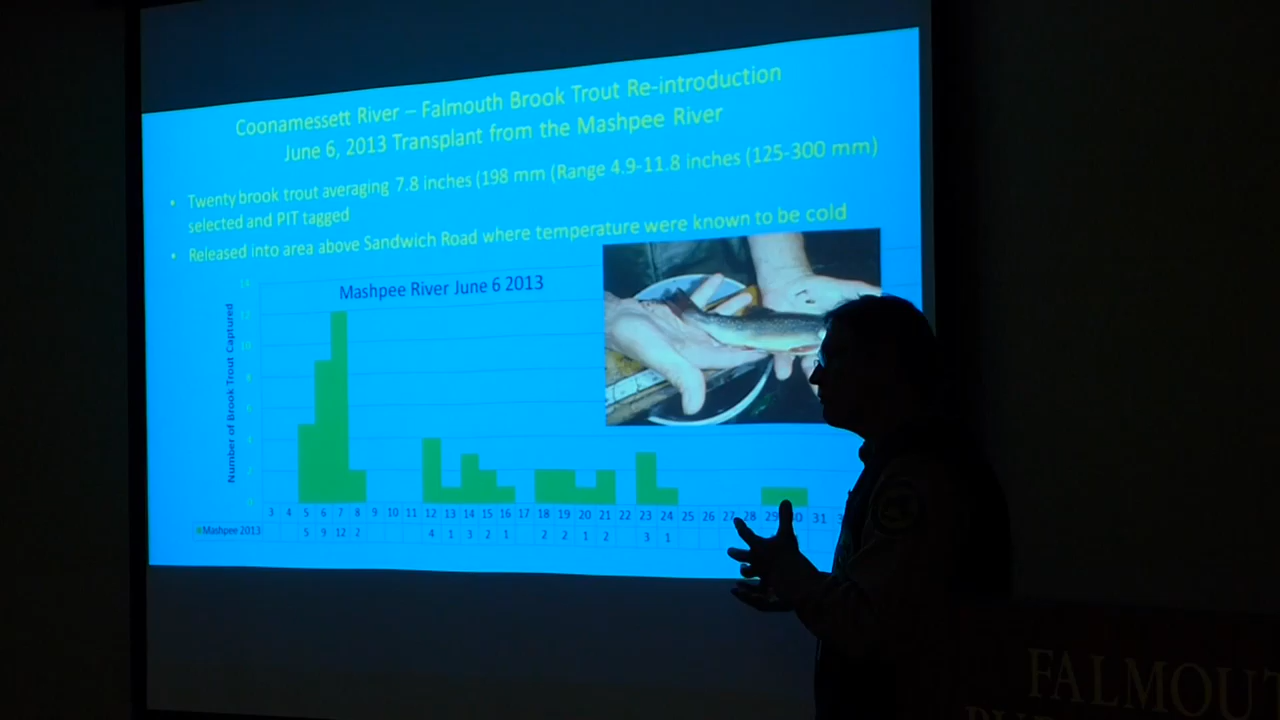 Coonamessett River – Falmouth Brook Trout Re-introduction
June 6, 2013 Transplant from the Mashpee River
• Twenty brook trout averaging 7.8 inches (198 mm (Range 4.9-11.8 inches (125-300 mm)
selected and PIT tagged
• Released into area above Sandwich Road where temperature were known to be cold
Mashpee River June 6 2013
Number of Brook Trout Captured
14
12
10
8
6
4
2
0
3 4 5 6 7 8 9 10 11 12 13 14 15 16 17 18 19 20 21 22 23 24 25 26 27 28 29 30 31
Mashpee 2013 5 9 12 2 4 1 3 2 1 2 2 1 2 3 1
FALMOUT